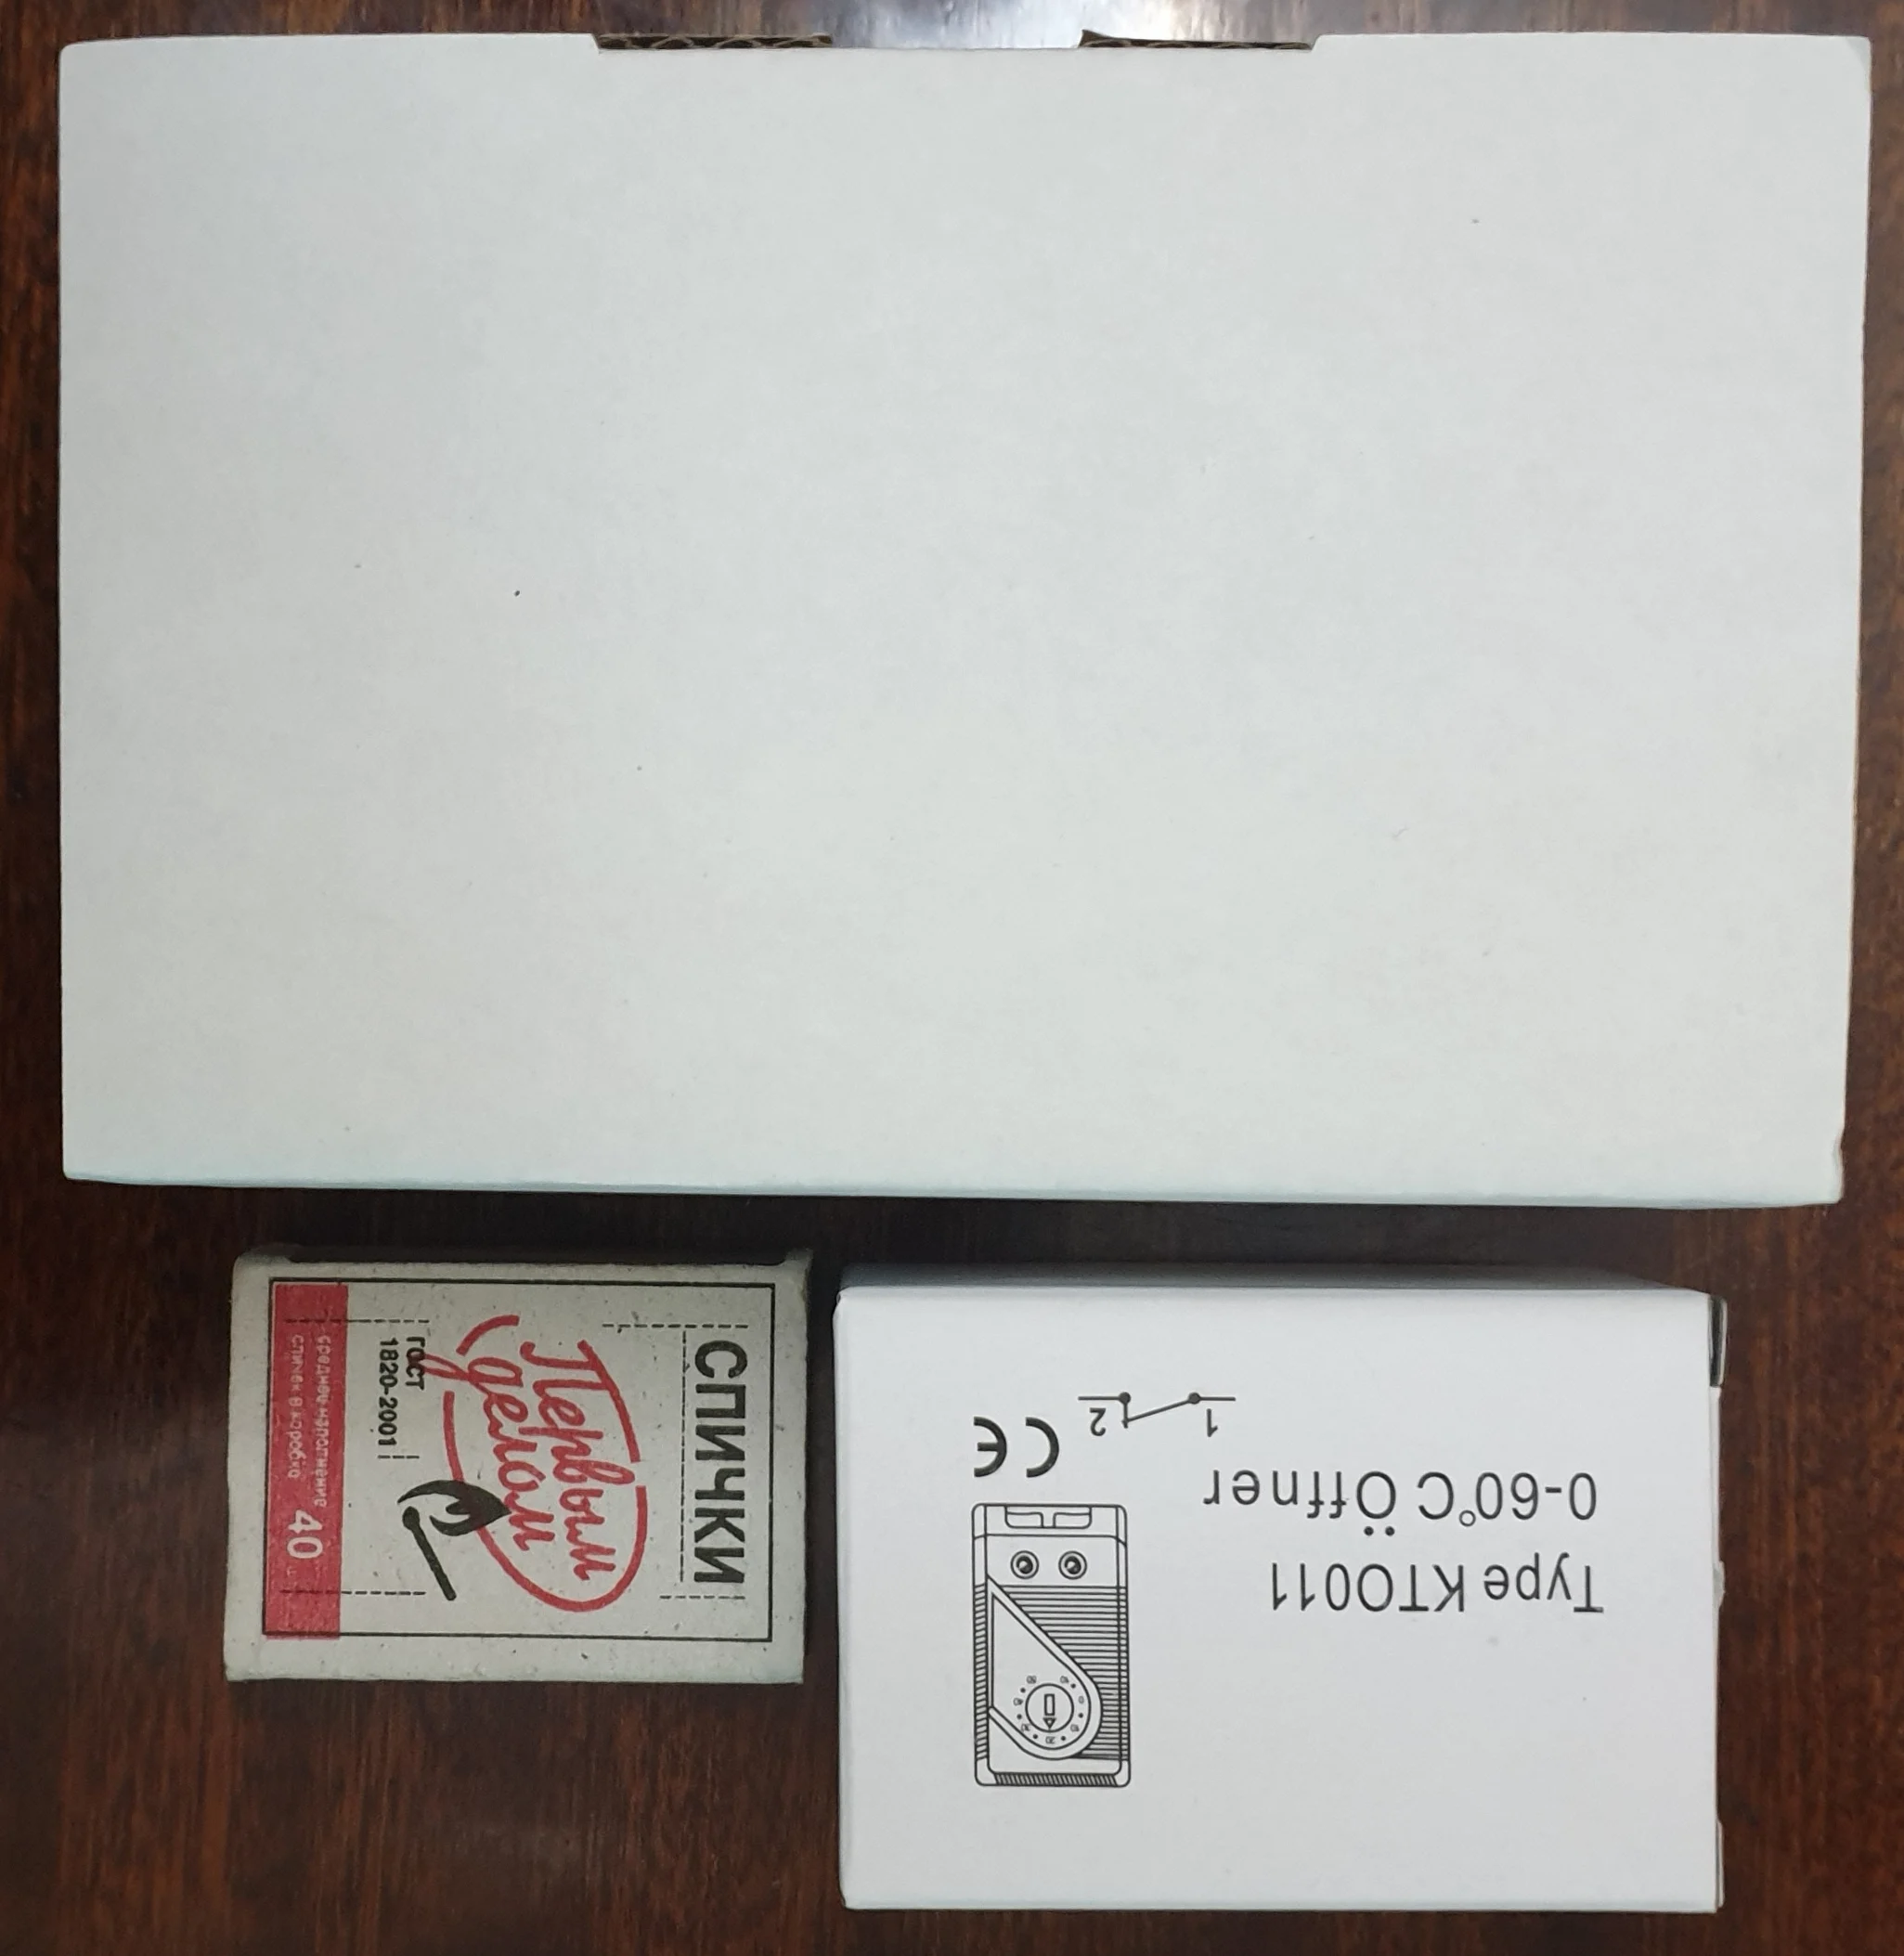 СПИЧКИ
Первым
делом
ГОСТ
1820-2001
среднее наполнение
спичек в коробке
40
Type KTO011
0-60°C Öffner
1 2
CE